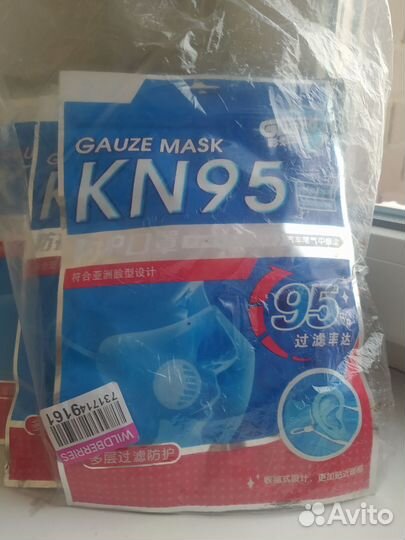 GAUZE MASK
KN95
符合亚洲脸型设计
95%
过滤率达
7317149161
WILDBERRIES
多层过滤防护
Avito